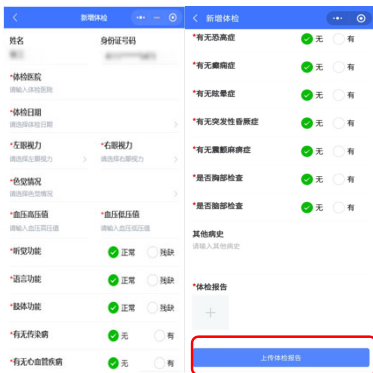 新增体检
姓名 身份证号码
*体检医院
请输入体检医院
*体检日期
请选择体检日期
*左眼视力 *右眼视力
请选择左眼视力 请选择右眼视力
*色觉情况
请选择色觉情况
*血压高压值 *血压低压值
请输入血压高压值 请输入血压低压值
*听觉功能 正常 残缺
*语言功能 正常 残缺
*肢体功能 正常 残缺
*有无传染病 无 有
*有无心血管疾病 无 有
新增体检
*有无恐高症 无 有
*有无癫痫症 无 有
*有无眩晕症 无 有
*有无突发性昏厥症 无 有
*有无震颤麻痹症 无 有
*是否胸部检查 无 有
*是否脑部检查 无 有
其他病史
请输入其他病史
*体检报告
上传体检报告